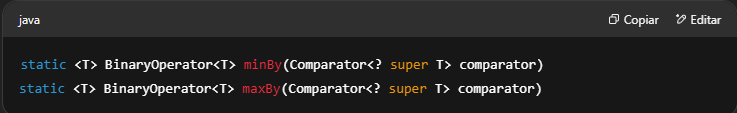 java
Copiar
Editar
static <T> BinaryOperator<T> minBy(Comparator<? super T> comparator)
static <T> BinaryOperator<T> maxBy(Comparator<? super T> comparator)